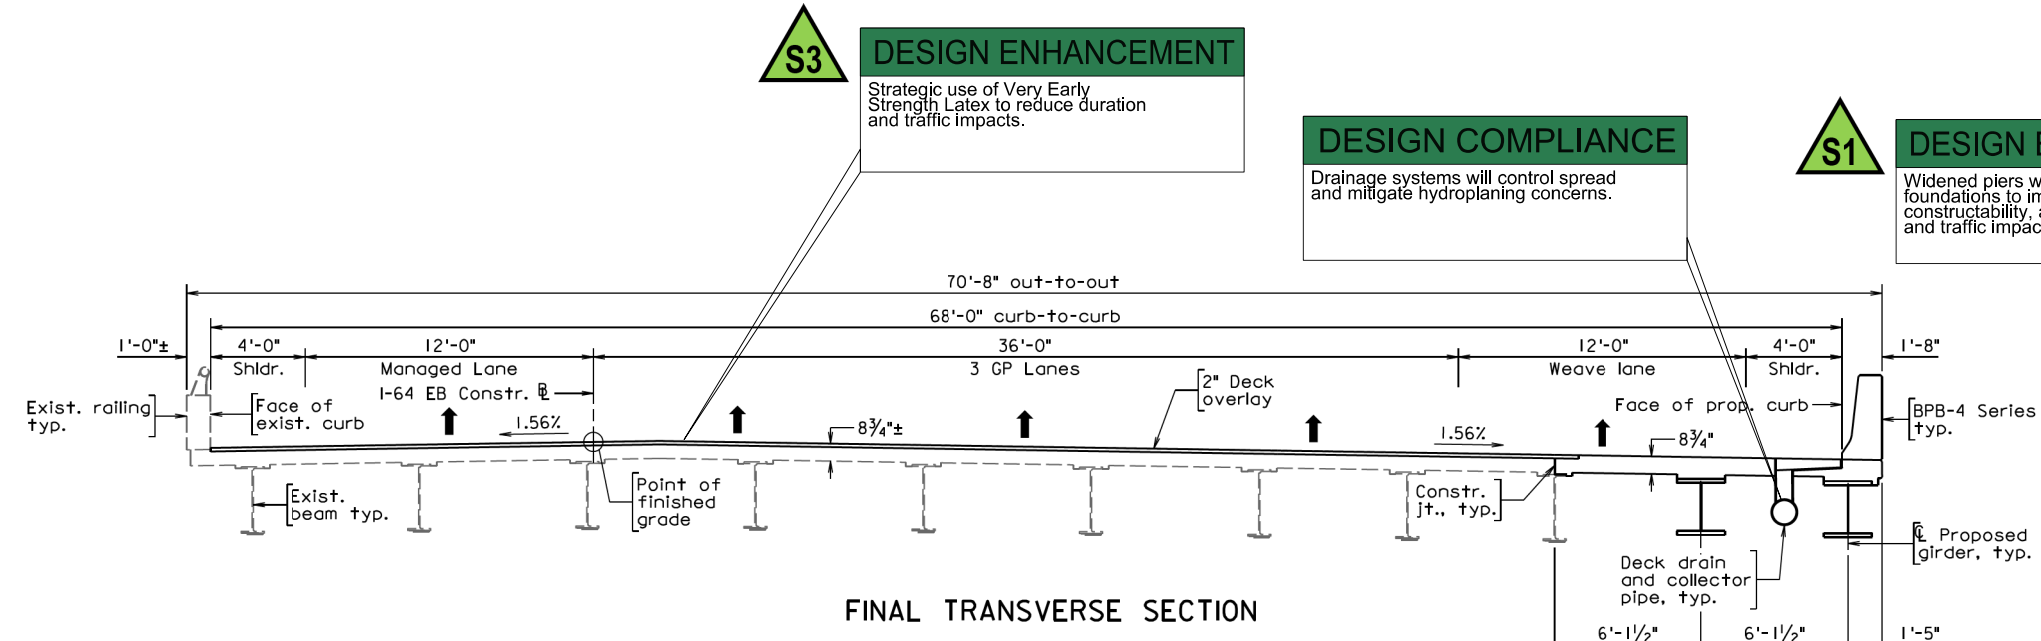 S3
DESIGN ENHANCEMENT
Strategic use of Very Early
Strength Latex to reduce duration
and traffic impacts.
DESIGN COMPLIANCE
Drainage systems will control spread
and mitigate hydroplaning concerns.
S1
DESIGN
Widened piers
foundations to
constructability,
and traffic
70'-8" out-to-out
68'-0" curb-to-curb
1'-0"±
4'-0"
12'-0"
36'-0"
12'-0"
4'-0"
1'-8"
Shldr.
Managed Lane
3 GP Lanes
Weave lane
Shldr.
I-64 EB Constr. BL
2" Deck
overlay
Exist. railing
typ.
Face of
exist. curb
Face of prop. curb
BPB-4 Series
typ.
1.56%
8¾"±
1.56%
8¾"
Exist.
beam typ.
Point of
finished
grade
Constr.
jt., typ.
Deck drain
and collector
pipe, typ.
CL Proposed
girder, typ.
FINAL TRANSVERSE SECTION
6'-1½"
6'-1½"
1'-5"